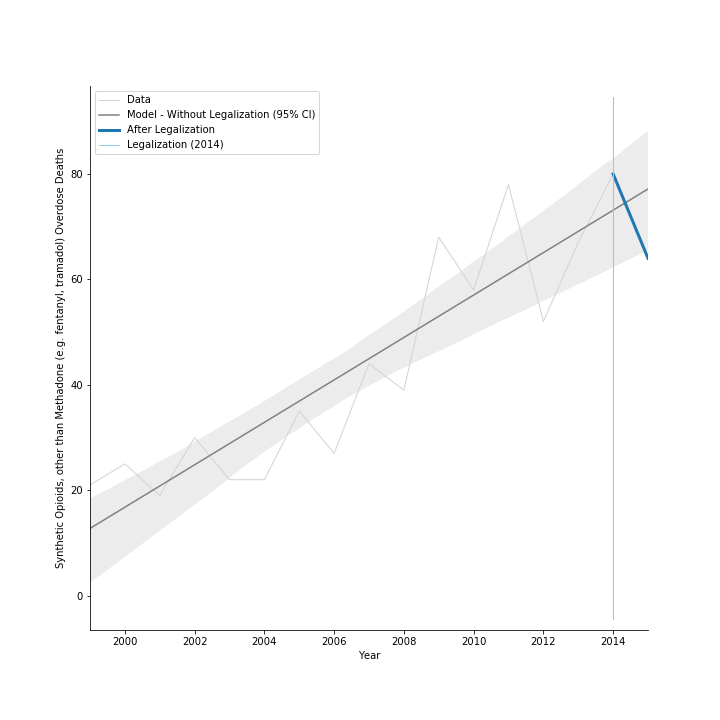 Data
Model - Without Legalization (95% CI)
After Legalization
Legalization (2014)
Synthetic Opioids, other than Methadone (e.g. fentanyl, tramadol) Overdose Deaths
80
60
40
20
0
2000 2002 2004 2006 2008 2010 2012 2014
Year